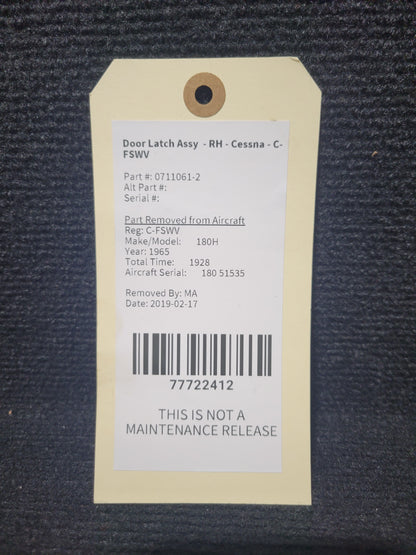 Door Latch Assy - RH - Cessna - C-
FSWV
Part #: 0711061-2
Alt Part #:
Serial #:
Part Removed from Aircraft
Reg: C-FSWV
Make/Model: 180H
Year: 1965
Total Time: 1928
Aircraft Serial: 180 51535
Removed By: MA
Date: 2019-02-17
77722412
THIS IS NOT A
MAINTENANCE RELEASE